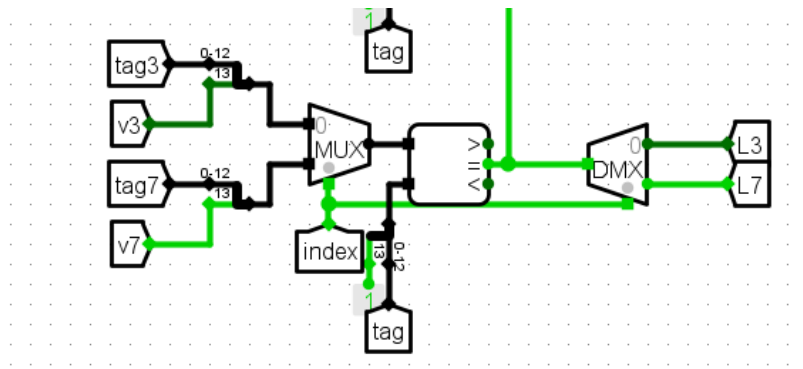 1
tag
tag3
0-12
13
v3
0
MUX
>
=
<
DMX
0
L3
L7
tag7
0-12
13
v7
index
13
0-12
1
tag